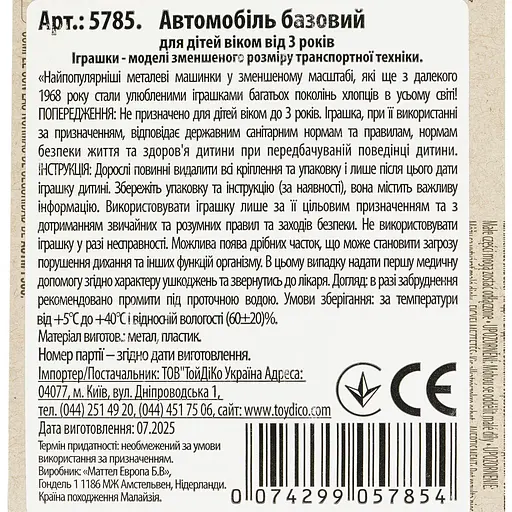 Арт.: 5785.   Автомобіль базовий
для дітей віком від 3 років
Іграшки - моделі зменшеного розміру транспортної техніки.
«Найпопулярніші металеві машинки у зменшеному масштабі, які ще з далекого
1968 року стали улюбленими іграшками багатьох поколінь хлопців в усьому світі!
ПОПЕРЕДЖЕННЯ: Не призначено для дітей віком до 3 років. Іграшка, при її використанні
за призначенням, відповідає державним санітарним нормам та правилам, нормам
безпеки життя та здоров'я дитини при передбачуваній поведінці дитини.
ІНСТРУКЦІЯ: Дорослі повинні видалити всі кріплення та упаковку і лише після цього дати
іграшку дитині. Збережіть упаковку та інструкцію (за наявності), вона містить важливу
інформацію. Використовувати іграшку лише за її цільовим призначенням та з
дотриманням звичайних та розумних правил та заходів безпеки. Не використовувати
іграшку у разі несправності. Можлива поява дрібних часток, що може становити загрозу
порушення дихання та інших функцій організму. В цьому випадку надати першу медичну
допомогу згідно характеру ушкоджень та звернутись до лікаря. Догляд: в разі забруднення
рекомендовано промити під проточною водою. Умови зберігання: за температури
від +5°С до +40°С і відносній вологості (60±20)%.
Матеріал виготов.: метал, пластик.
Номер партії – згідно дати виготовлення.
Імпортер/Постачальник: ТОВ"ТойДіКо Україна Адреса:
04077, м. Київ, вул. Дніпроводська 1,
тел. (044) 251 49 20, (044) 451 75 06, сайт: www.toydico.com
Дата виготовлення: 07.2025
Термін придатності: необмежений за умови
використання за призначенням.
Виробник: «Маттел Европа Б.В»
Гондель 1 1186 МЖ Амстельвен, Нідерланди.
Країна походження Малайзія.
CE
0 074299 057854